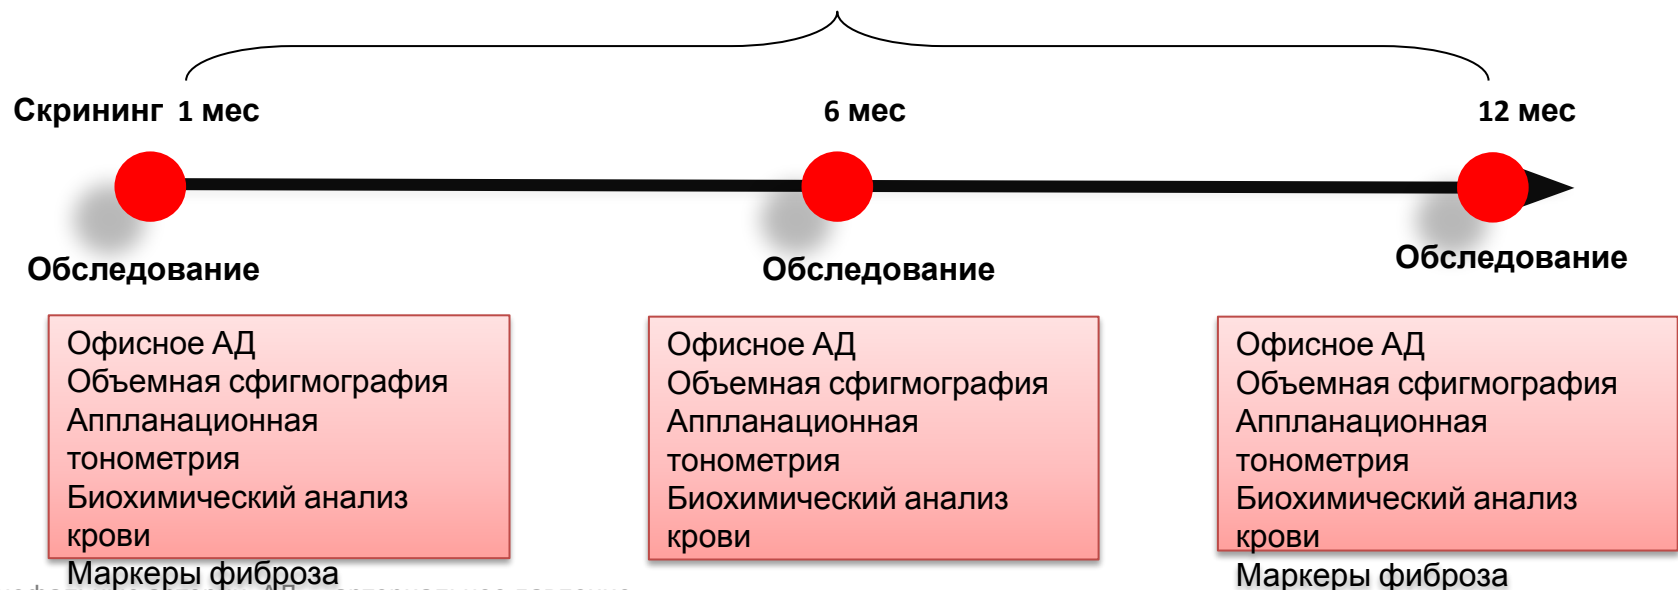 Скрининг 1 мес
6 мес
12 мес
Обследование
Обследование
Обследование
Офисное АД
Объемная сфигмография
Аппланационная
тонометрия
Биохимический анализ
крови
Маркеры фиброза
Офисное АД
Объемная сфигмография
Аппланационная
тонометрия
Биохимический анализ
крови
Офисное АД
Объемная сфигмография
Аппланационная
тонометрия
Биохимический анализ
крови
Маркеры фиброза